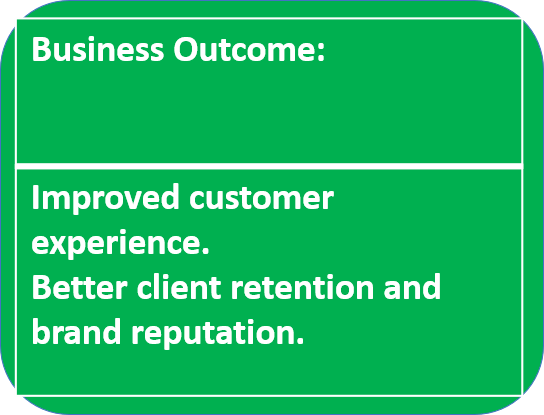 Business Outcome:
Improved customer
experience.
Better client retention and
brand reputation.